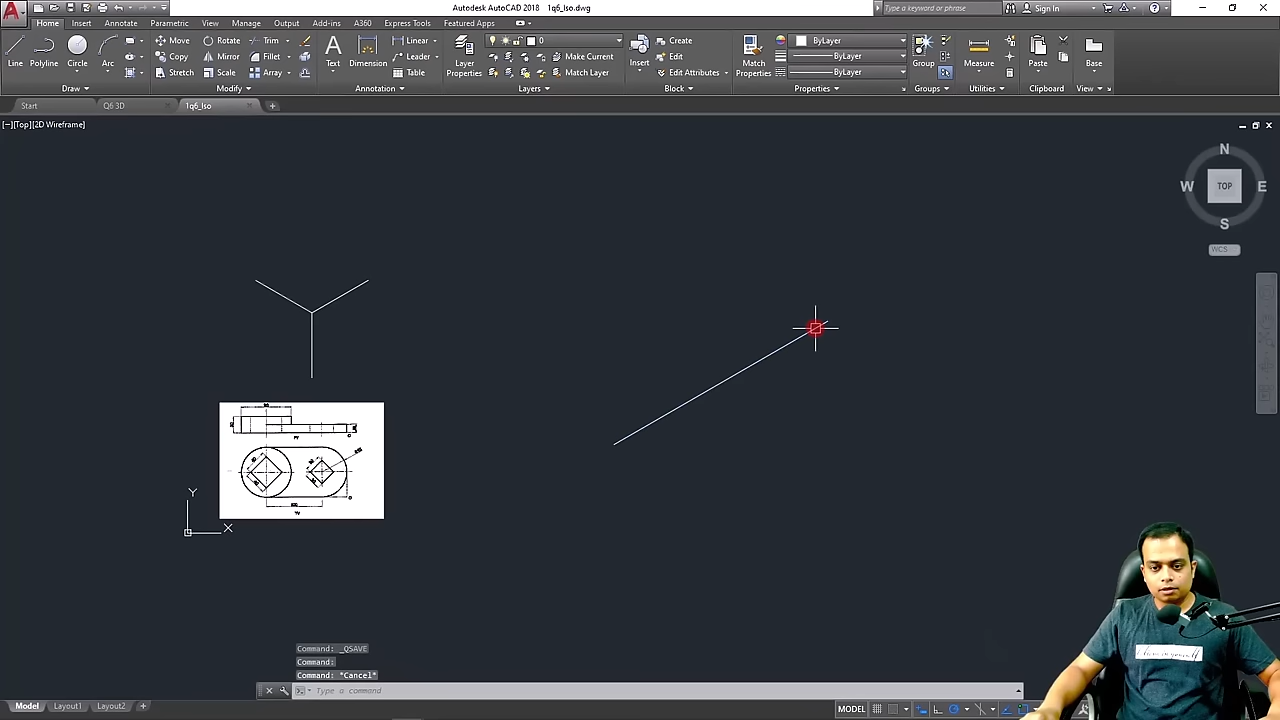 Autodesk AutoCAD 2018 1q6_Iso.dwg
Type a keyword or phrase
Sign In
Home Insert Annotate Parametric View Manage Output Add-ins A360 Express Tools Featured Apps
Line Polyline Circle Arc
Move Rotate Trim
Copy Mirror Fillet
Stretch Scale Array
Text Dimension
Linear
Leader
Table
Layer
Properties
0
Make Current
Match Layer
Insert
Create
Edit
Edit Attributes
Match
Properties
ByLayer
ByLayer
ByLayer
Group
Measure
Paste
Base
Draw Modify Annotation Layers Block Properties Groups Utilities Clipboard View
Start Q6 3D 1q6_Iso
[−][Top][2D Wireframe]
N
W TOP E
S
WCS
Y
X
Command: _QSAVE
Command:
Command: *Cancel*
Type a command
Model Layout1 Layout2
MODEL